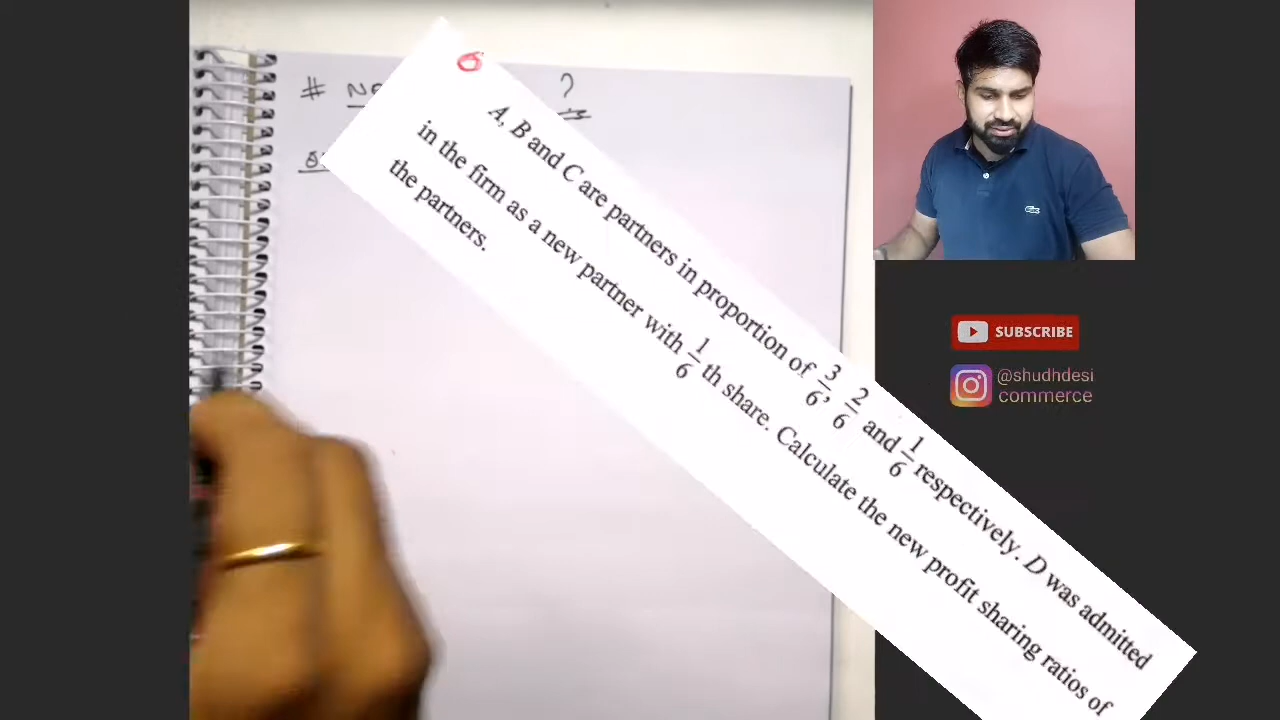 # 
?
6
A, B and C are partners in proportion of 3/6, 2/6 and 1/6 respectively. D was admitted
in the firm as a new partner with 1/6 th share. Calculate the new profit sharing ratios of
the partners.
SUBSCRIBE
@shudhdesi
commerce